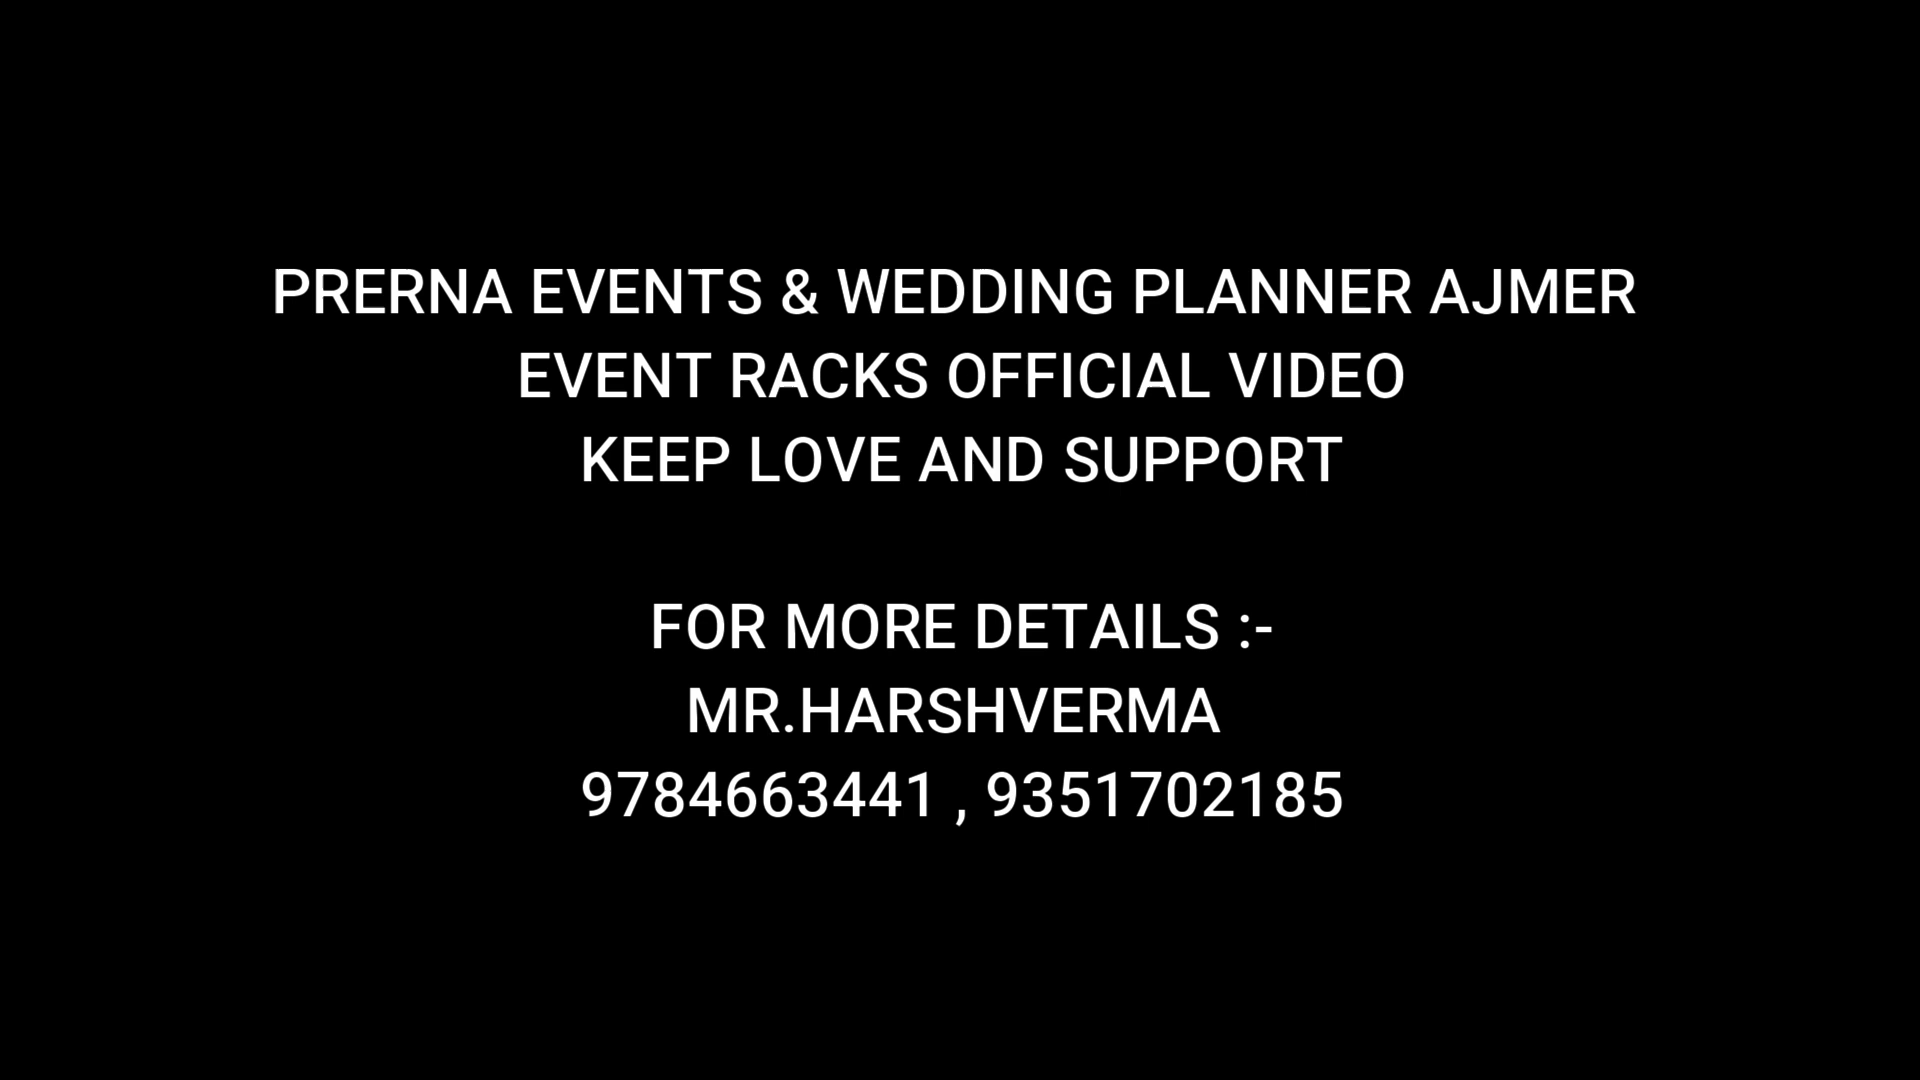 PRERNA EVENTS & WEDDING PLANNER AJMER
EVENT RACKS OFFICIAL VIDEO
KEEP LOVE AND SUPPORT
FOR MORE DETAILS :-
MR.HARSHVERMA
9784663441 , 9351702185